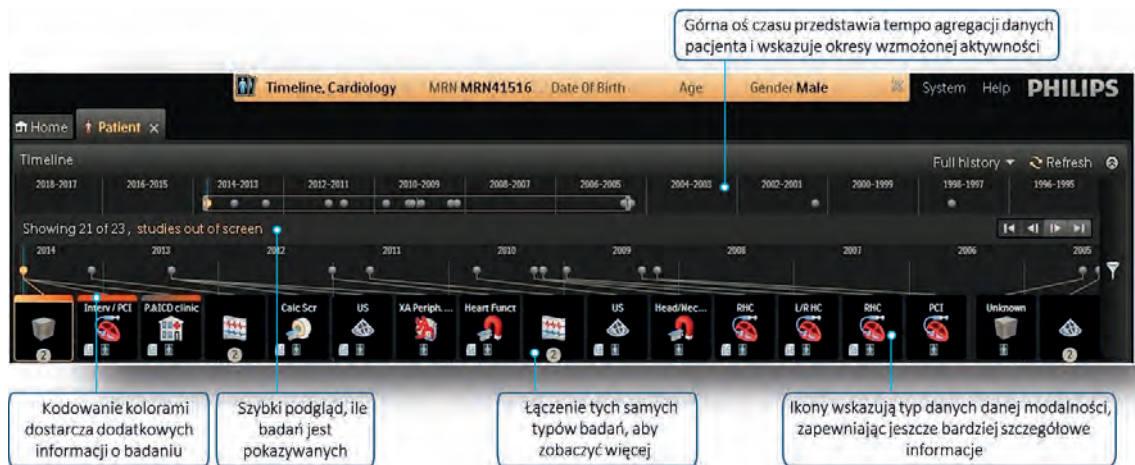 Górna oś czasu przedstawia tempo agregacji danych
pacjenta i wskazuje okresy wzmożonej aktywności
Timeline, Cardiology MRN MRN41516 Date Of Birth Age Gender Male System Help PHILIPS
Home Patient
Timeline Full history Refresh
2018-2017 2016-2015 2014-2013 2012-2011 2010-2009 2008-2007 2006-2005 2004-2003 2002-2001 2000-1999 1998-1997 1996-1995
Showing 21 of 23, studies out of screen
2014 2013 2012 2011 2010 2009 2008 2007 2006 2005
Interv / PCI P&ICD clinic Calc Scr US XA Periph. ... Heart Funct US Head/Nec... RHC L/R HC RHC PCI Unknown
2 2 2 2
Kodowanie kolorami
dostarcza dodatkowych
informacji o badaniu
Szybki podgląd, ile
badań jest
pokazywanych
Łączenie tych samych
typów badań, aby
zobaczyć więcej
Ikony wskazują typ danych danej modalności,
zapewniając jeszcze bardziej szczegółowe
informacje